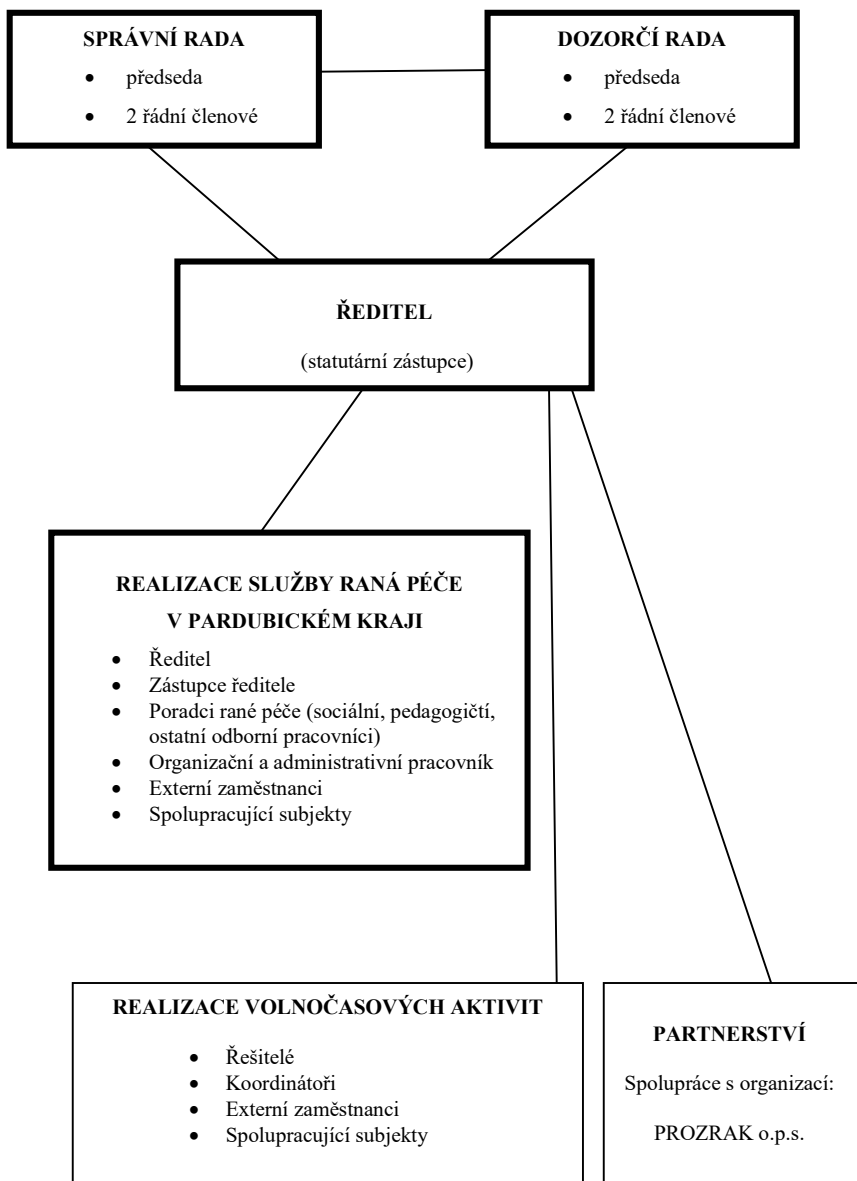 SPRÁVNÍ RADA
• předseda
• 2 řádní členové
DOZORČÍ RADA
• předseda
• 2 řádní členové
ŘEDITEL
(statutární zástupce)
REALIZACE SLUŽBY RANÁ PÉČE
V PARDUBICKÉM KRAJI
• Ředitel
• Zástupce ředitele
• Poradci rané péče (sociální, pedagogičtí,
ostatní odborní pracovníci)
• Organizační a administrativní pracovník
• Externí zaměstnanci
• Spolupracující subjekty
REALIZACE VOLNOČASOVÝCH AKTIVIT
• Řešitelé
• Koordinátoři
• Externí zaměstnanci
• Spolupracující subjekty
PARTNERSTVÍ
Spolupráce s organizací:
PROZRAK o.p.s.